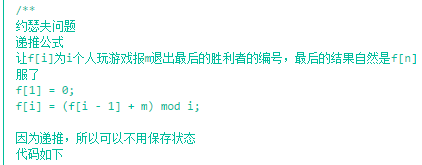 /**
约瑟夫问题
递推公式
让f[i]为i个人玩游戏报m退出最后的胜利者的编号，最后的结果自然是f[n]
服了
f[1] = 0;
f[i] = (f[i - 1] + m) mod i;
因为递推，所以可以不用保存状态
代码如下